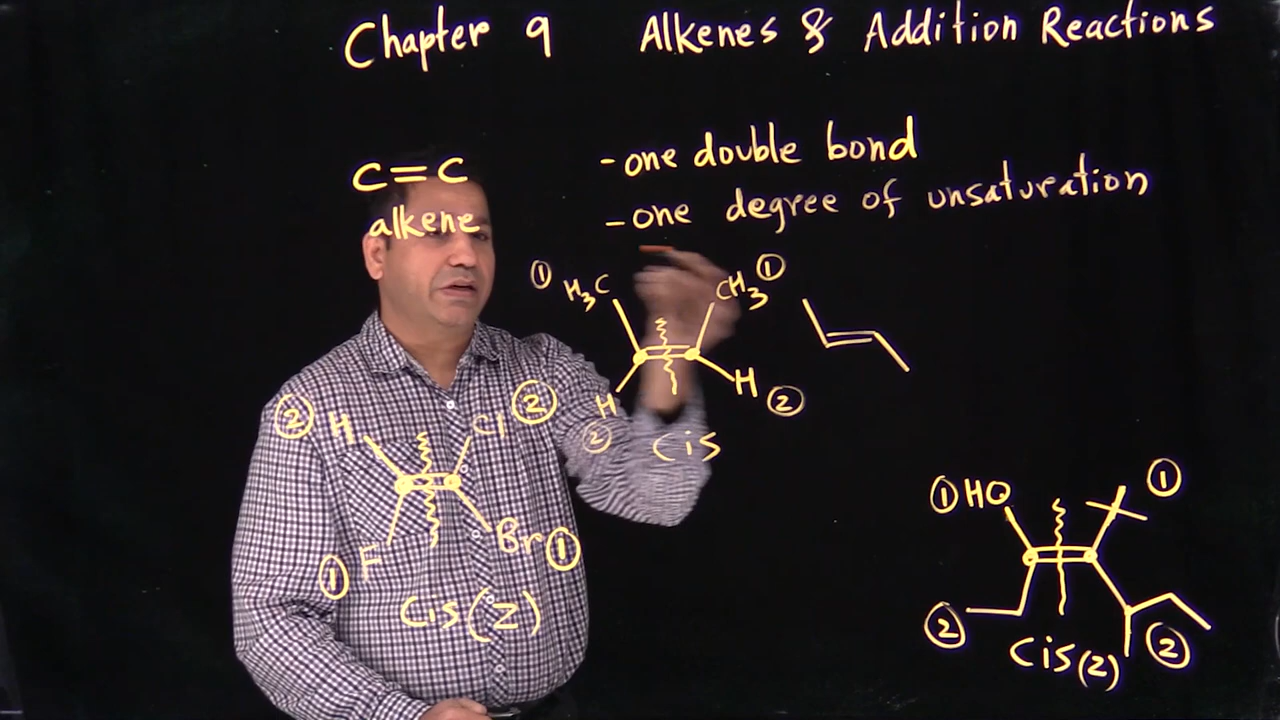 Chapter 9 Alkenes & Addition Reactions
C=C
alkene
- one double bond
- one degree of unsaturation
① H₃C CH₃ ①
H ② H ②
Cis
② H Cl ②
① F Br ①
Cis(Z)
① HO ①
② ②
Cis(Z)